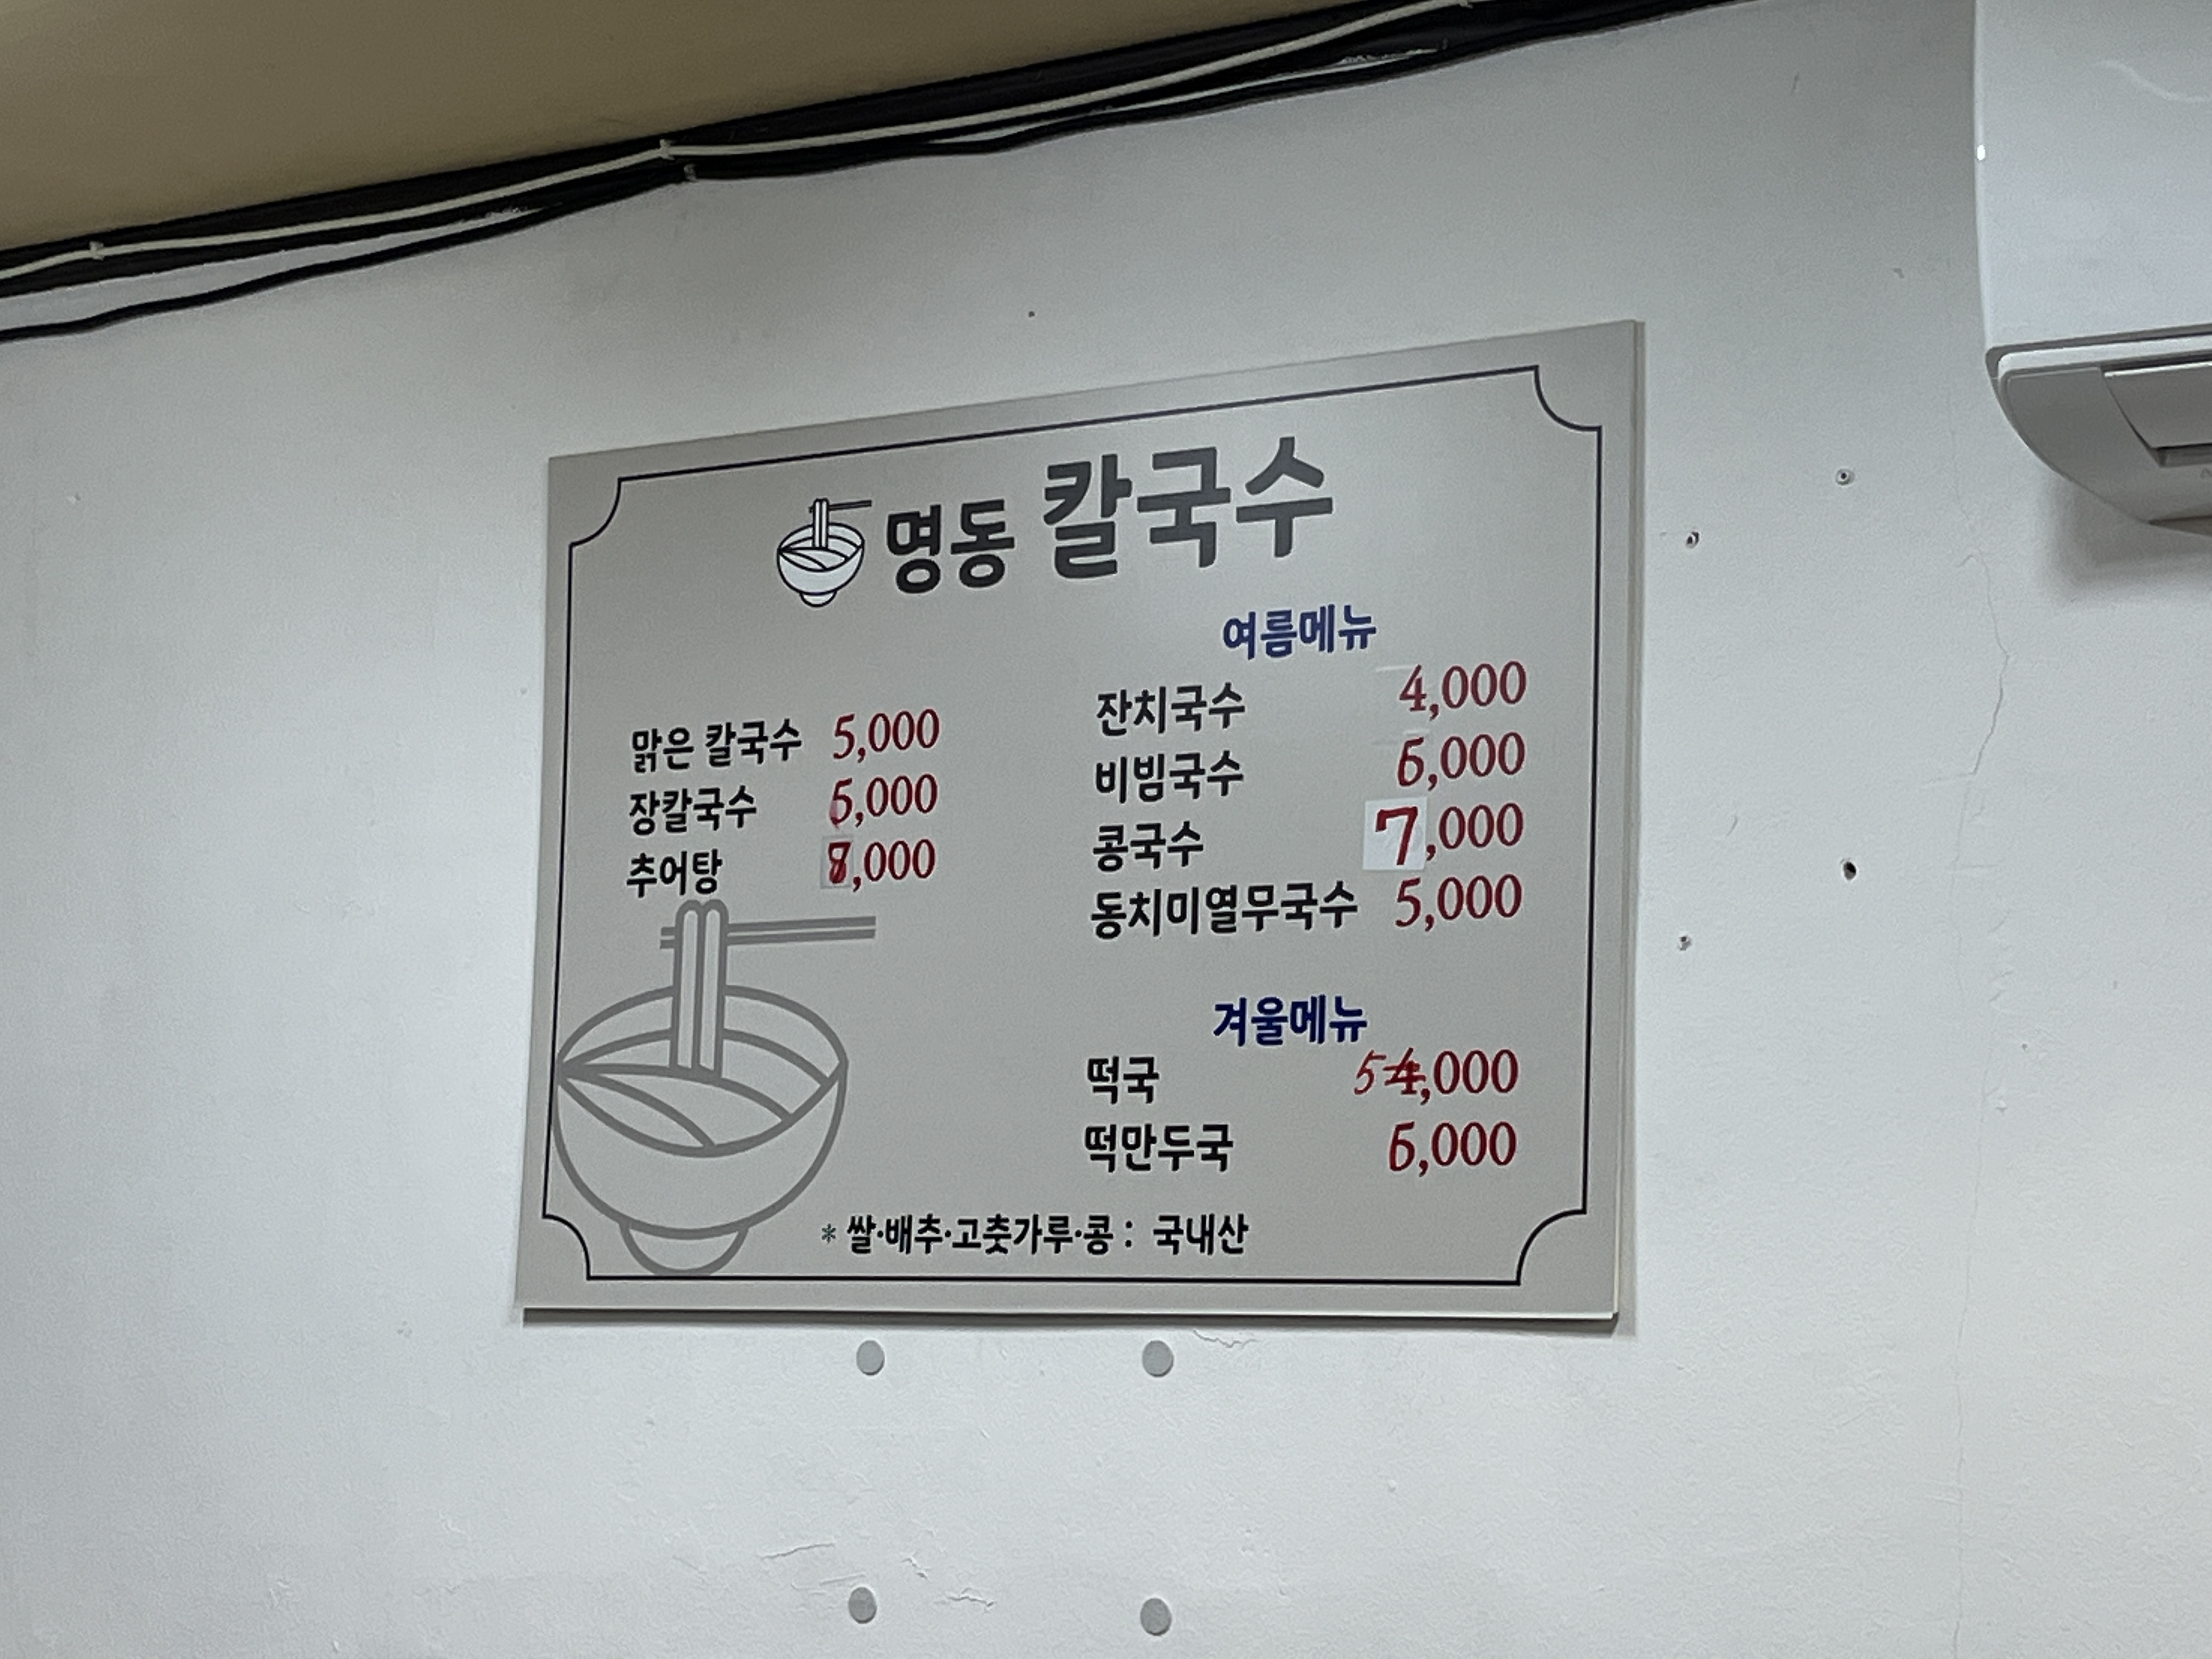 명동 칼국수
맑은 칼국수 5,000
장칼국수 6,000
추어탕 8,000
여름메뉴
잔치국수 4,000
비빔국수 6,000
콩국수 7,000
동치미열무국수 5,000
겨울메뉴
떡국 5 4,000
떡만두국 6,000
* 쌀·배추·고춧가루·콩 : 국내산